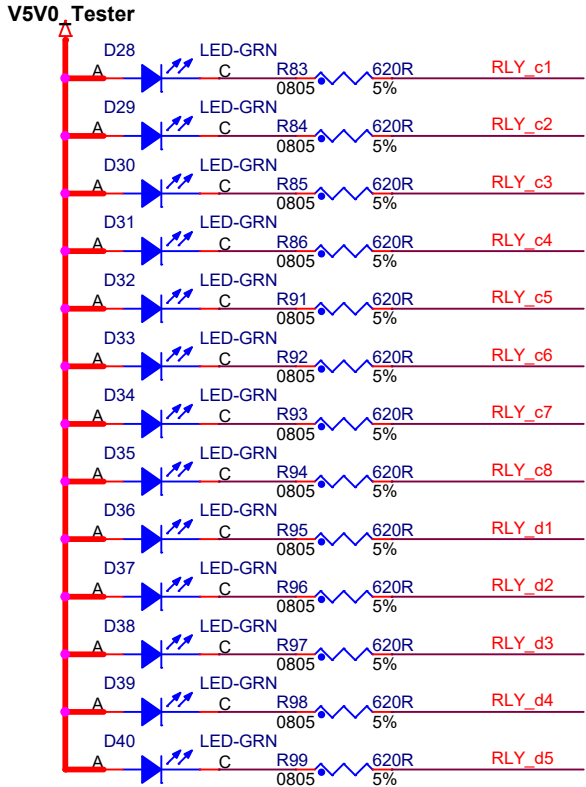 V5V0_Tester
D28 LED-GRN
A C R83 620R RLY_c1
0805 5%
D29 LED-GRN
A C R84 620R RLY_c2
0805 5%
D30 LED-GRN
A C R85 620R RLY_c3
0805 5%
D31 LED-GRN
A C R86 620R RLY_c4
0805 5%
D32 LED-GRN
A C R91 620R RLY_c5
0805 5%
D33 LED-GRN
A C R92 620R RLY_c6
0805 5%
D34 LED-GRN
A C R93 620R RLY_c7
0805 5%
D35 LED-GRN
A C R94 620R RLY_c8
0805 5%
D36 LED-GRN
A C R95 620R RLY_d1
0805 5%
D37 LED-GRN
A C R96 620R RLY_d2
0805 5%
D38 LED-GRN
A C R97 620R RLY_d3
0805 5%
D39 LED-GRN
A C R98 620R RLY_d4
0805 5%
D40 LED-GRN
A C R99 620R RLY_d5
0805 5%